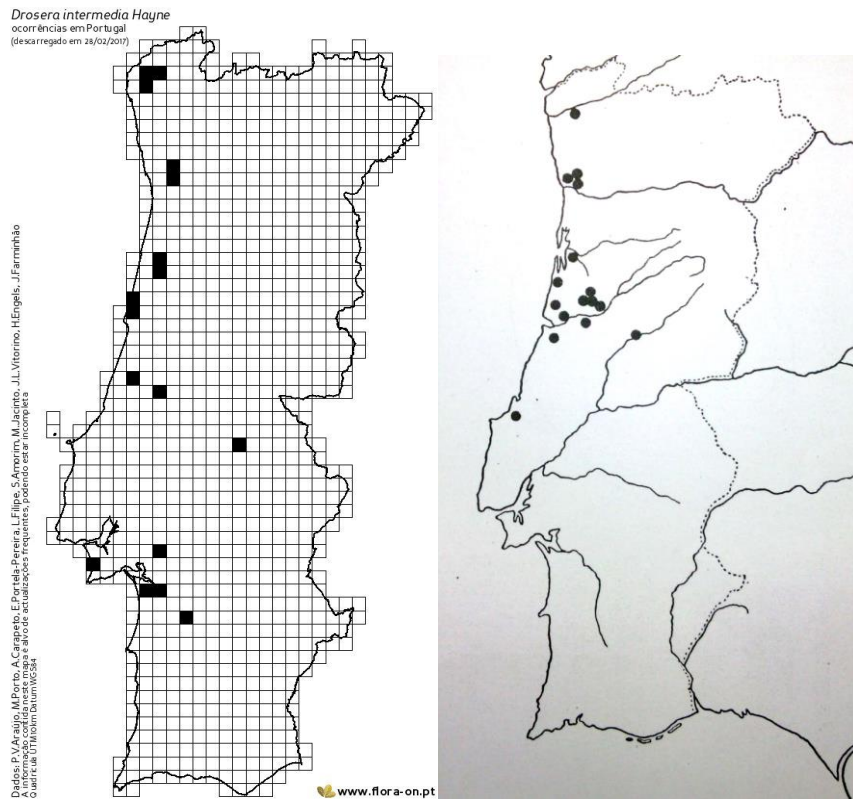 Drosera intermedia Hayne
ocorrências em Portugal
(descarregado em 28/02/2017)
Dados: P.V.Araújo, M.Porto, A.Carapeto, E.Portela-Pereira, L.Filipe, S.Amorim, M.Jacinto, J.L.Vitorino, H.Engels, J.Farminhão
A informação contida neste mapa é alvo de actualizações frequentes, podendo estar incompleta
Quadrícula UTM 10km Datum WGS84
www.flora-on.pt